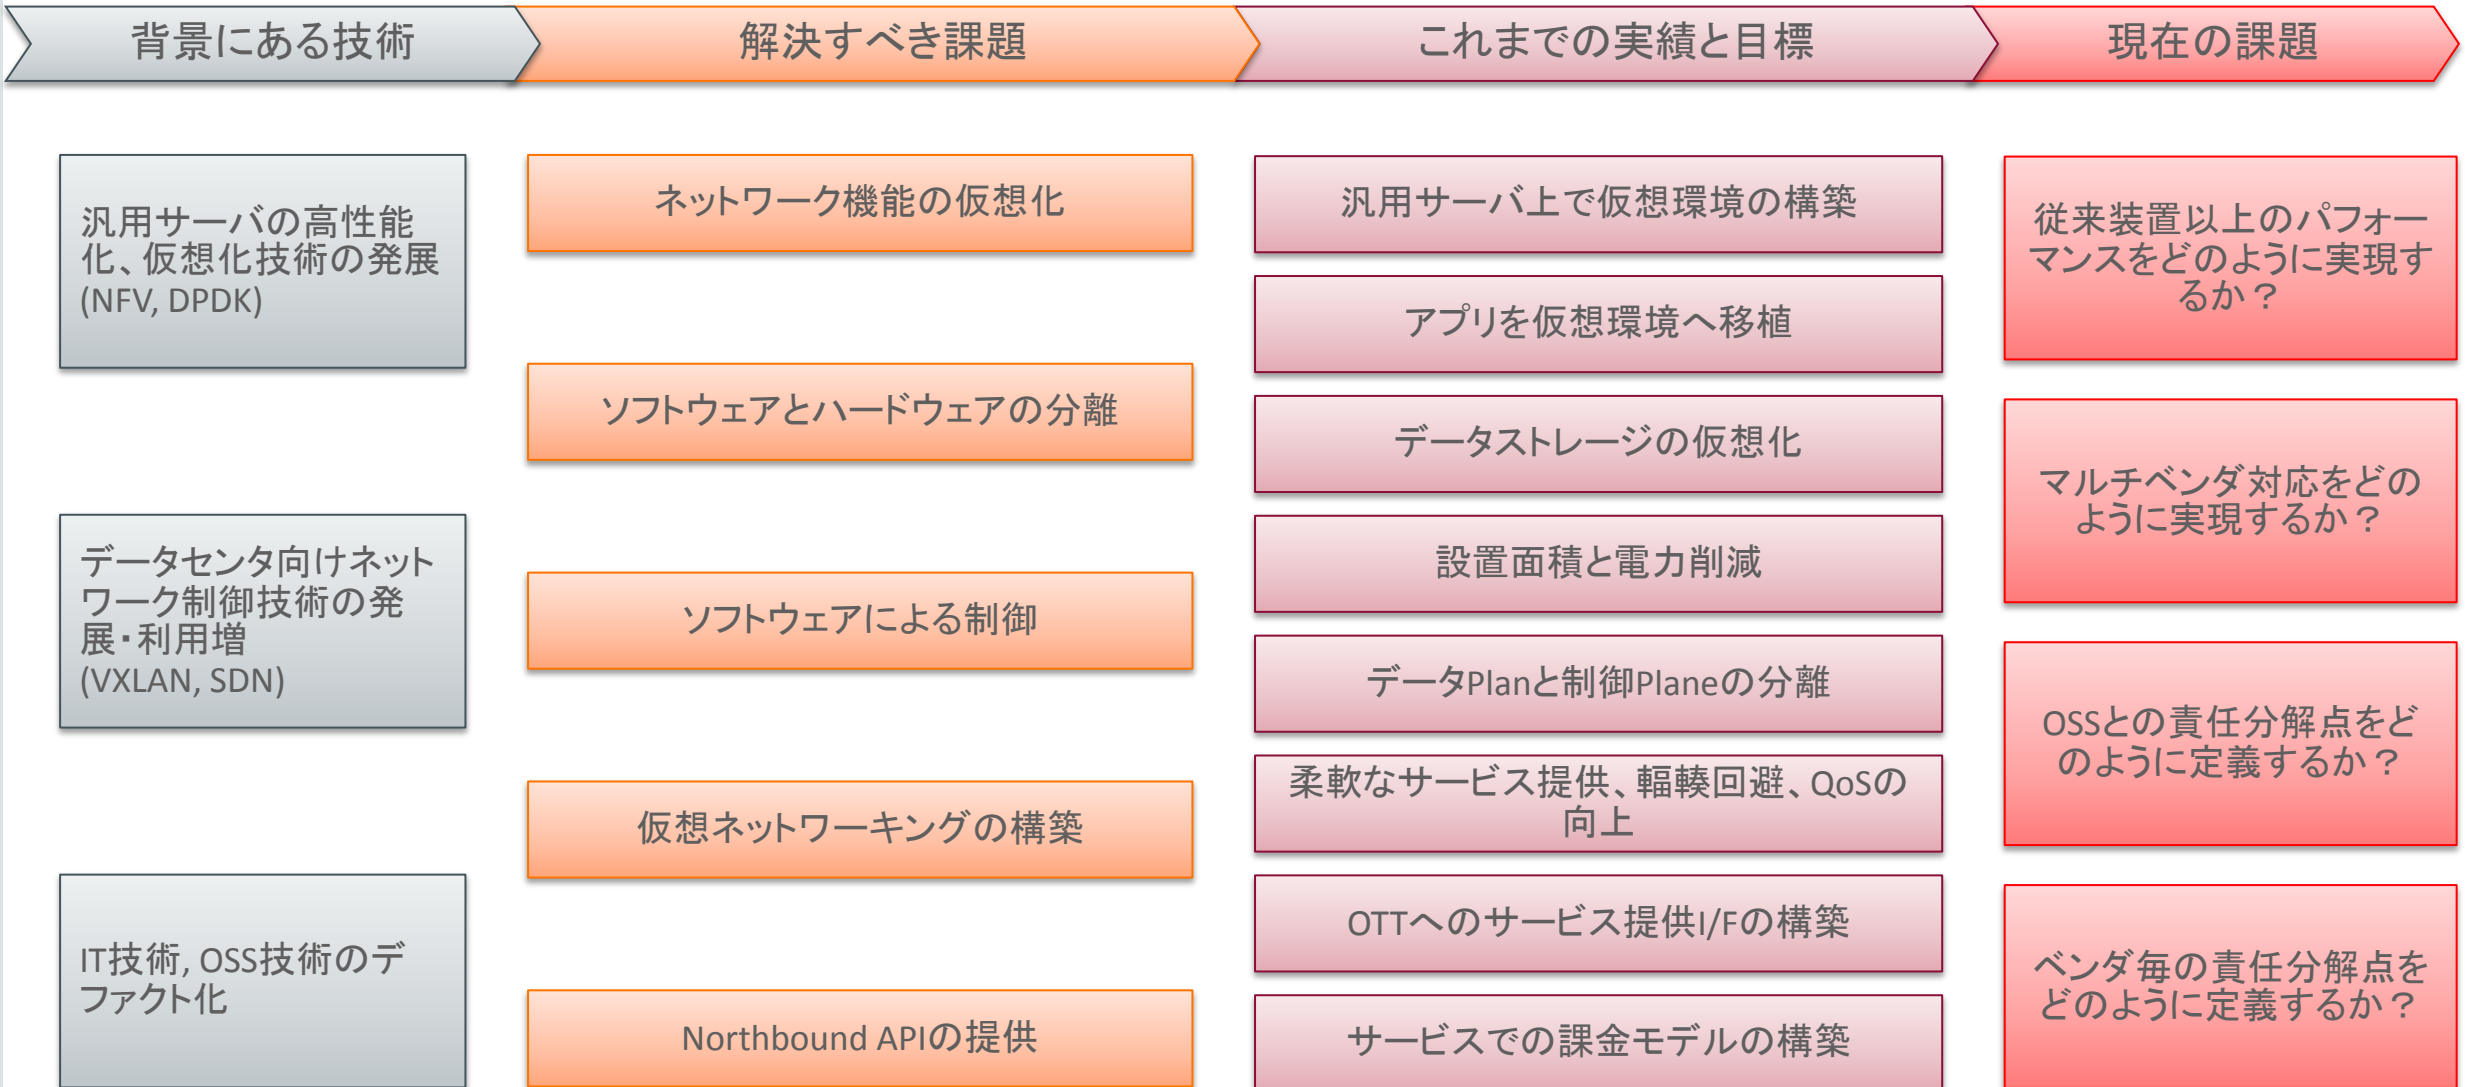 背景にある技術
解決すべき課題
これまでの実績と目標
現在の課題
汎用サーバの高性能
化、仮想化技術の発展
(NFV, DPDK)
データセンタ向けネット
ワーク制御技術の発
展・利用増
(VXLAN, SDN)
IT技術, OSS技術のデ
ファクト化
ネットワーク機能の仮想化
ソフトウェアとハードウェアの分離
ソフトウェアによる制御
仮想ネットワーキングの構築
Northbound APIの提供
汎用サーバ上で仮想環境の構築
アプリを仮想環境へ移植
データストレージの仮想化
設置面積と電力削減
データPlanと制御Planeの分離
柔軟なサービス提供、輻輳回避、QoSの
向上
OTTへのサービス提供I/Fの構築
サービスでの課金モデルの構築
従来装置以上のパフォー
マンスをどのように実現す
るか？
マルチベンダ対応をどの
ように実現するか？
OSSとの責任分解点をど
のように定義するか？
ベンダ毎の責任分解点を
どのように定義するか？